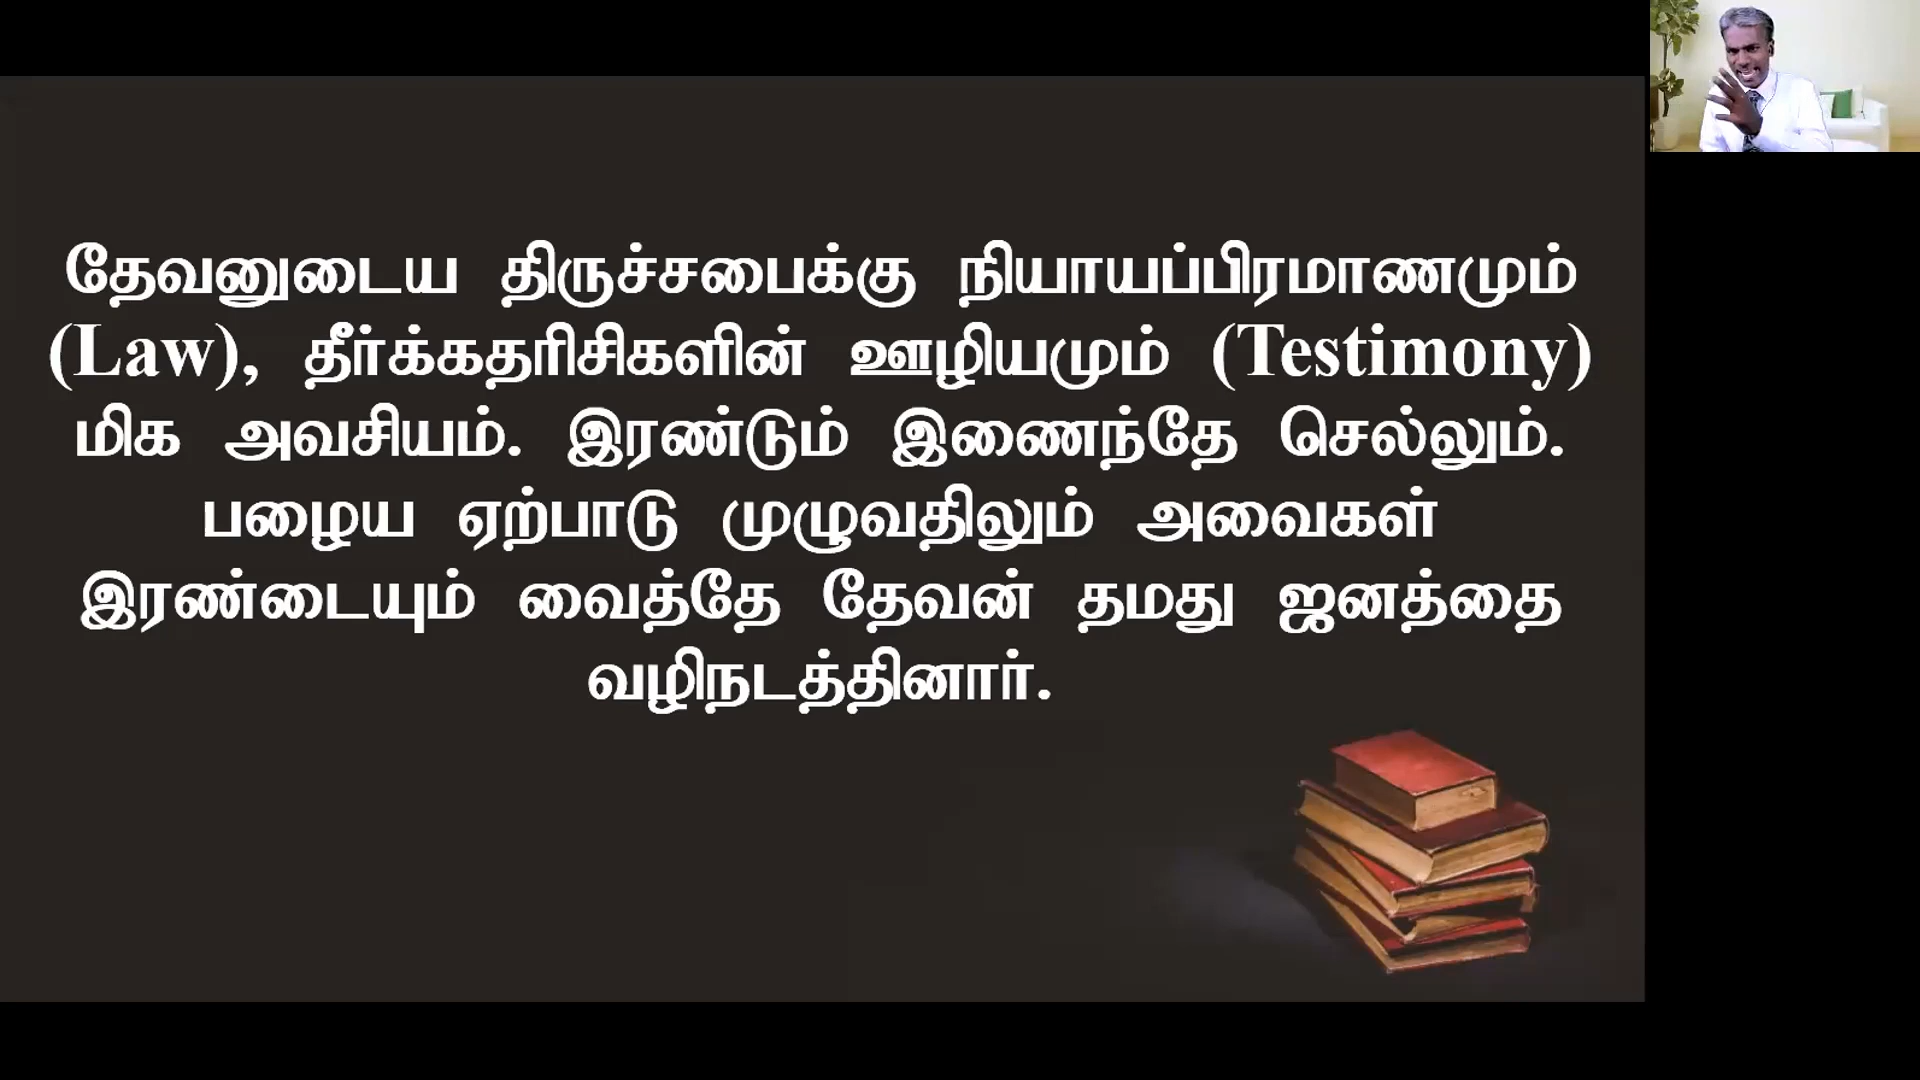 தேவனுடைய திருச்சபைக்கு நியாயப்பிரமாணமும்
(Law), தீர்க்கதரிசிகளின் ஊழியமும் (Testimony)
மிக அவசியம். இரண்டும் இணைந்தே செல்லும்.
பழைய ஏற்பாடு முழுவதிலும் அவைகள்
இரண்டையும் வைத்தே தேவன் தமது ஜனத்தை
வழிநடத்தினார்.